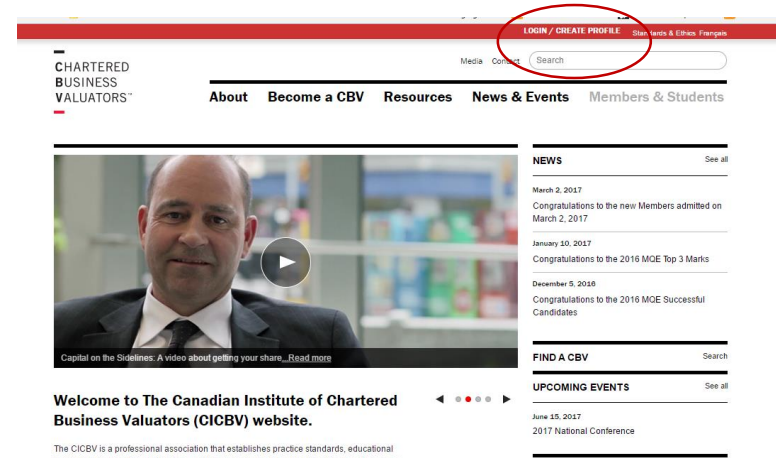 LOGIN / CREATE PROFILE Standards & Ethics Français
Media Contact Search
CHARTERED
BUSINESS
VALUATORS™
About Become a CBV Resources News & Events Members & Students
NEWS See all
March 2, 2017
Congratulations to the new Members admitted on
March 2, 2017
January 10, 2017
Congratulations to the 2016 MQE Top 3 Marks
December 5, 2016
Congratulations to the 2016 MQE Successful
Candidates
Capital on the Sidelines: A video about getting your share...Read more
FIND A CBV Search
UPCOMING EVENTS See all
June 15, 2017
2017 National Conference
Welcome to The Canadian Institute of Chartered
Business Valuators (CICBV) website.
The CICBV is a professional association that establishes practice standards, educational